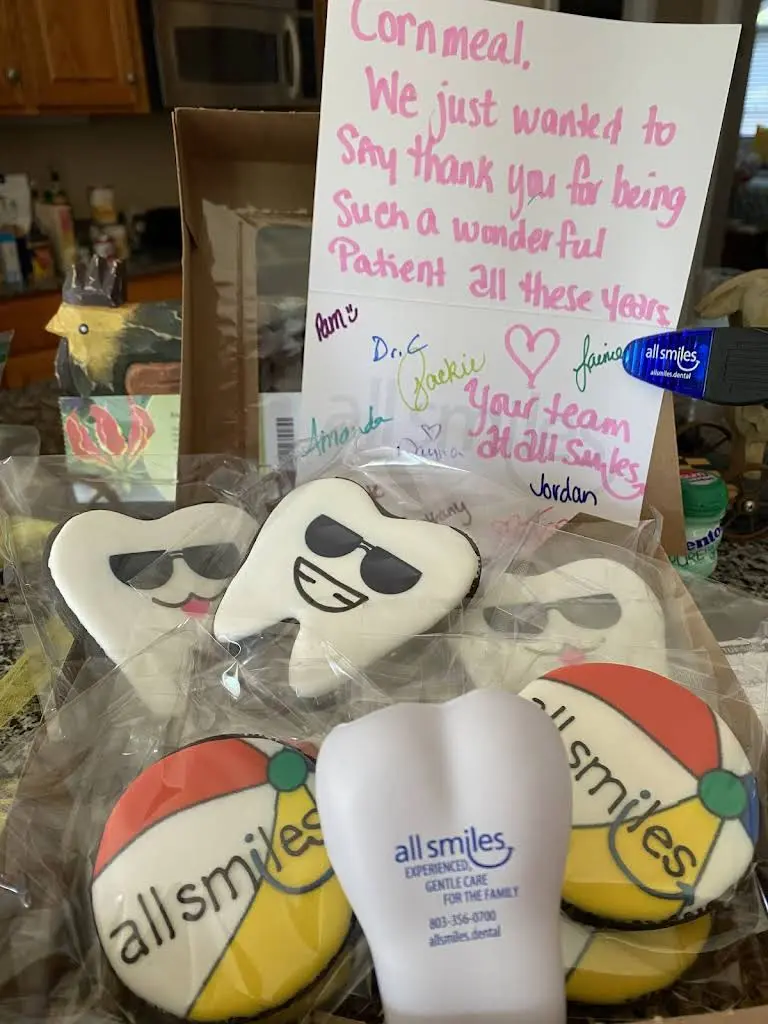 Cornmeal.
We just wanted to
Say thank you for being
Such a wonderful
Patient all these years
Pam
Dr. C
Jackie
Jaimie
all smiles
allsmiles.dental
Your team
at all Smiles
Amanda
Jordan
all smiles
all smiles
all smiles
EXPERIENCED,
GENTLE CARE
FOR THE FAMILY
803-356-0700
allsmiles.dental